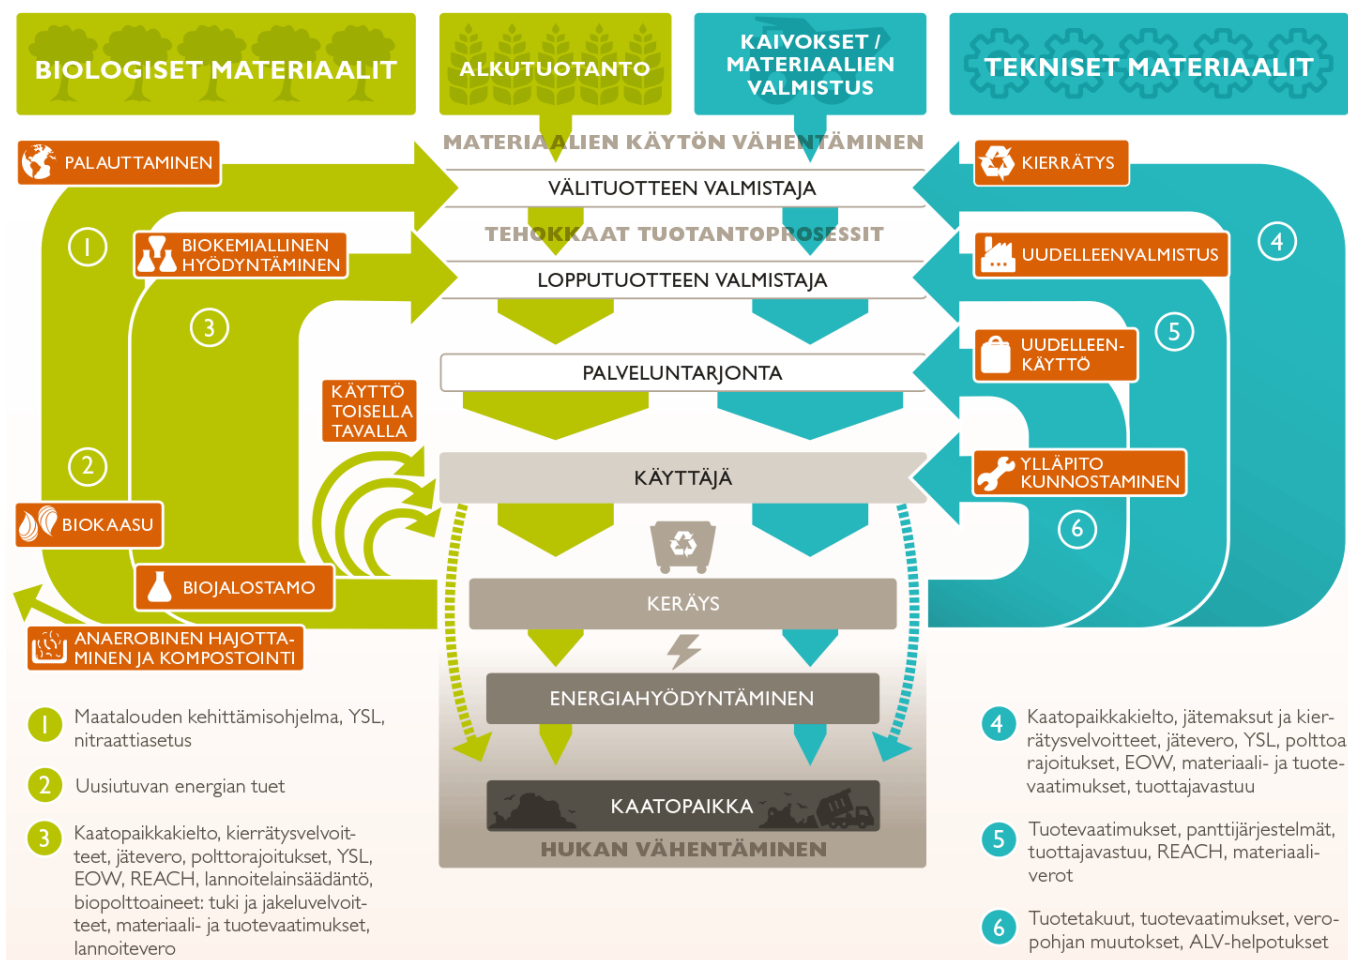 BIOLOGISET MATERIAALIT
ALKUTUOTANTO
KAIVOKSET /
MATERIAALIEN
VALMISTUS
TEKNISET MATERIAALIT
MATERIAALIEN KÄYTÖN VÄHENTÄMINEN
PALAUTTAMINEN
KIERRÄTYS
VÄLITUOTTEEN VALMISTAJA
TEHOKKAAT TUOTANTOPROSESSIT
1
BIOKEMIALLINEN
HYÖDYNTÄMINEN
UUDELLEENVALMISTUS
4
LOPPUTUOTTEEN VALMISTAJA
3
5
UUDELLEEN-
KÄYTTÖ
PALVELUNTARJONTA
KÄYTTÖ
TOISELLA
TAVALLA
2
KÄYTTÄJÄ
YLLÄPITO
KUNNOSTAMINEN
BIOKAASU
6
BIOJALOSTAMO
KERÄYS
ANAEROBINEN HAJOTTA-
MINEN JA KOMPOSTOINTI
ENERGIAHYÖDYNTÄMINEN
KAATOPAIKKA
HUKAN VÄHENTÄMINEN
1 Maatalouden kehittämisohjelma, YSL,
nitraattiasetus
2 Uusiutuvan energian tuet
3 Kaatopaikkakielto, kierrätysvelvoit-
teet, jätevero, polttorajoitukset, YSL,
EOW, REACH, lannoitelainsäädäntö,
biopolttoaineet: tuki ja jakeluvelvoit-
teet, materiaali- ja tuotevaatimukset,
lannoitevero
4 Kaatopaikkakielto, jätemaksut ja kier-
rätysvelvoitteet, jätevero, YSL, polttoa
rajoitukset, EOW, materiaali- ja tuote-
vaatimukset, tuottajavastuu
5 Tuotevaatimukset, panttijärjestelmät,
tuottajavastuu, REACH, materiaali-
verot
6 Tuotetakuut, tuotevaatimukset, vero-
pohjan muutokset, ALV-helpotukset